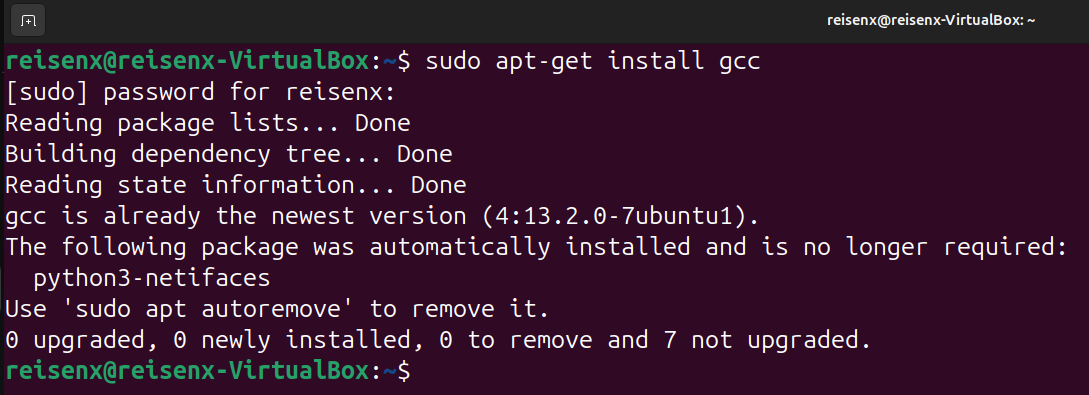 reisenx@reisenx-VirtualBox: ~
reisenx@reisenx-VirtualBox:~$ sudo apt-get install gcc
[sudo] password for reisenx:
Reading package lists... Done
Building dependency tree... Done
Reading state information... Done
gcc is already the newest version (4:13.2.0-7ubuntu1).
The following package was automatically installed and is no longer required:
  python3-netifaces
Use 'sudo apt autoremove' to remove it.
0 upgraded, 0 newly installed, 0 to remove and 7 not upgraded.
reisenx@reisenx-VirtualBox:~$